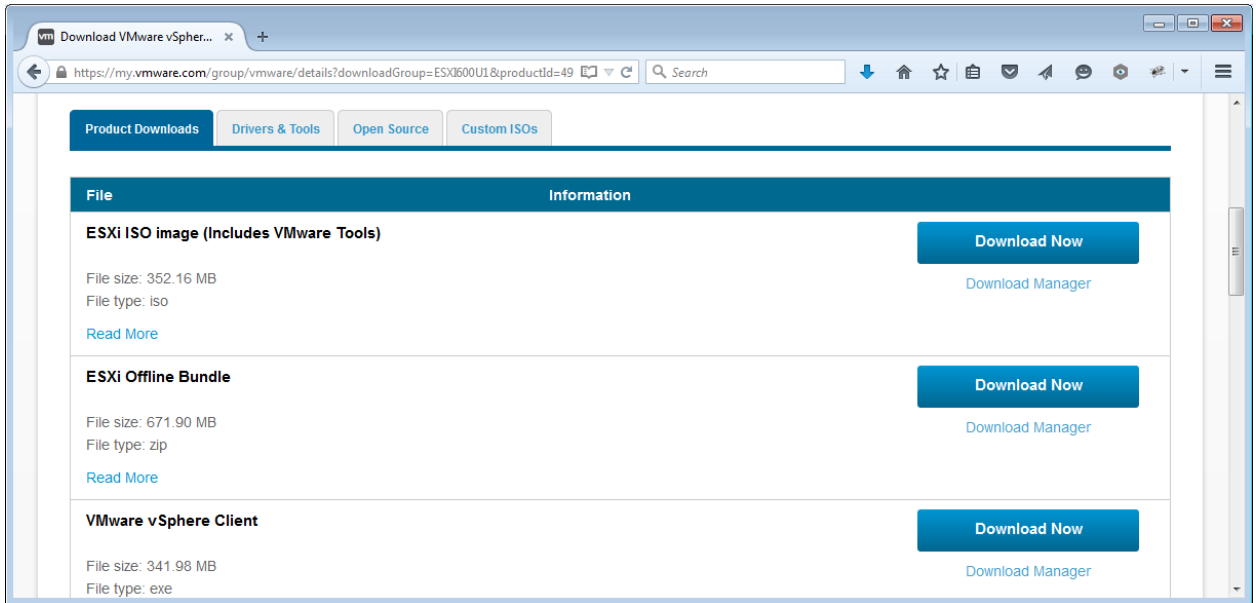 vm Download VMware vSpher...
https://my.vmware.com/group/vmware/details?downloadGroup=ESXI600U1&productId=49 Search
Product Downloads Drivers & Tools Open Source Custom ISOs
File Information
ESXi ISO image (Includes VMware Tools)
Download Now
File size: 352.16 MB
Download Manager
File type: iso
Read More
ESXi Offline Bundle
Download Now
File size: 671.90 MB
Download Manager
File type: zip
Read More
VMware vSphere Client
Download Now
File size: 341.98 MB
Download Manager
File type: exe